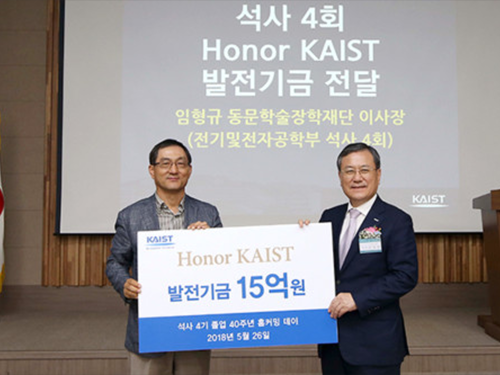 석사 4회
Honor KAIST
발전기금 전달
임형규 동문학술장학재단 이사장
(전기및전자공학부 석사 4회)
KAIST
KAIST
Honor KAIST
발전기금 15억원
석사 4기 졸업 40주년 홈커밍 데이
2018년 5월 26일